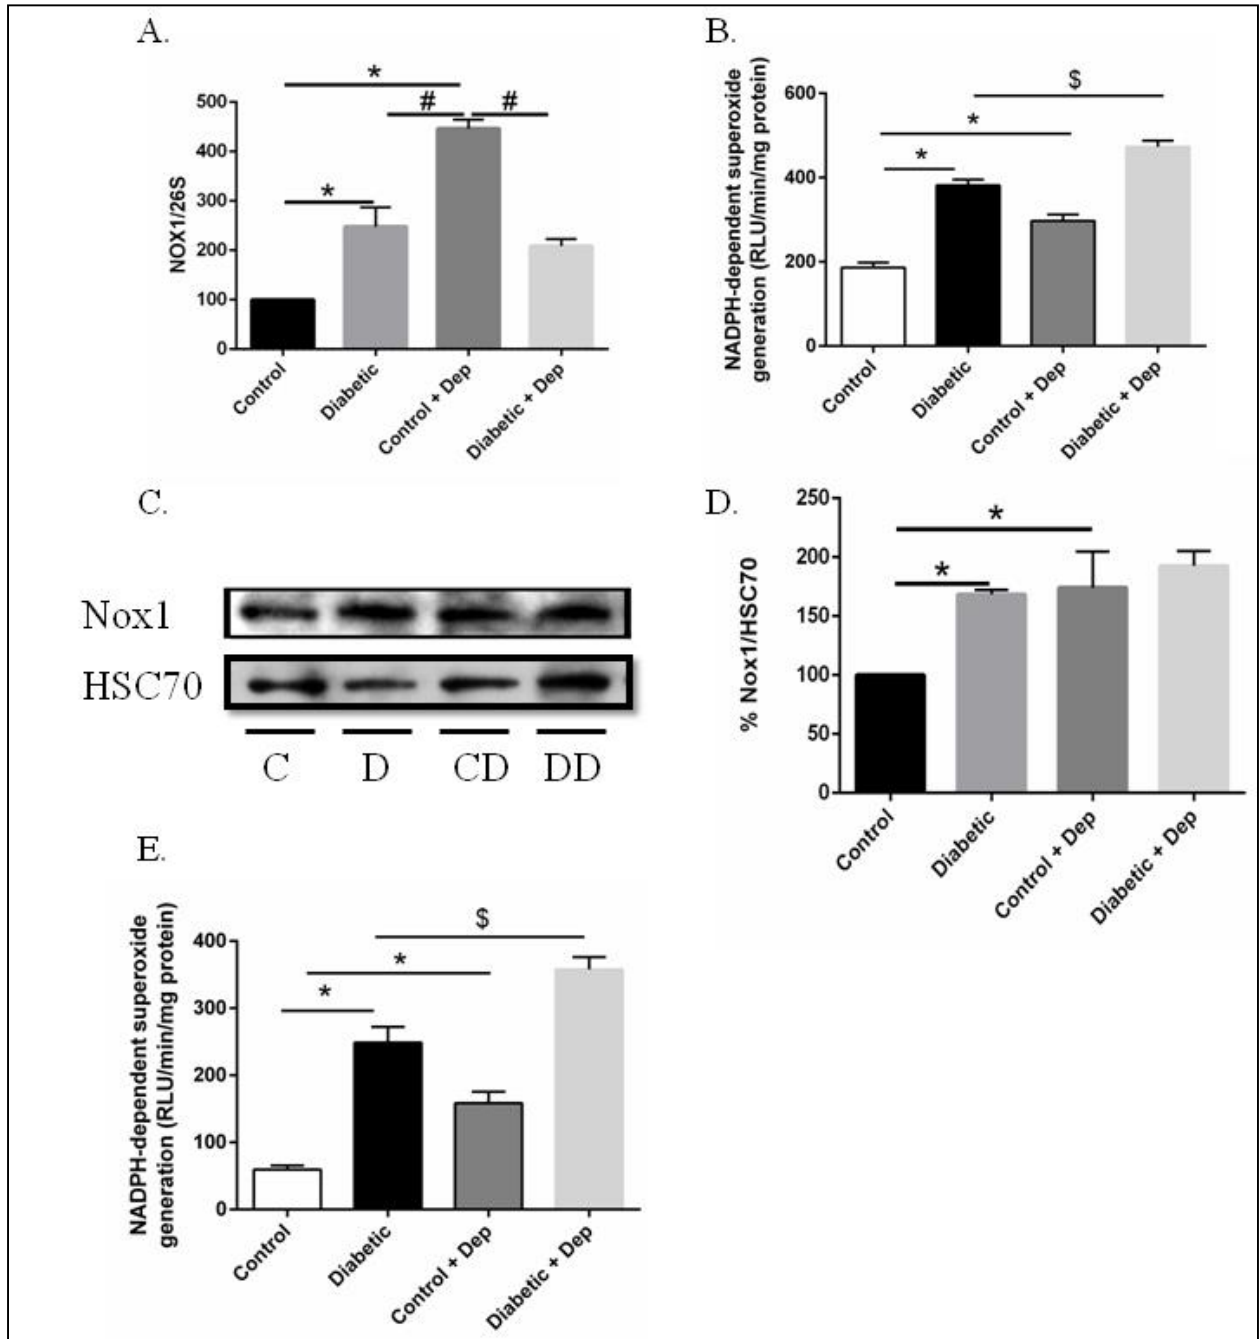 A.
*
#
#
*
500
400
300
200
100
0
NOX1/26S
Control
Diabetic
Control + Dep
Diabetic + Dep
B.
$
*
*
600
400
200
0
NADPH-dependent superoxide
generation (RLU/min/mg protein)
Control
Diabetic
Control + Dep
Diabetic + Dep
C.
Nox1
HSC70
C D CD DD
D.
*
*
250
200
150
100
50
0
% Nox1/HSC70
Control
Diabetic
Control + Dep
Diabetic + Dep
E.
$
*
*
400
300
200
100
0
NADPH-dependent superoxide
generation (RLU/min/mg protein)
Control
Diabetic
Control + Dep
Diabetic + Dep